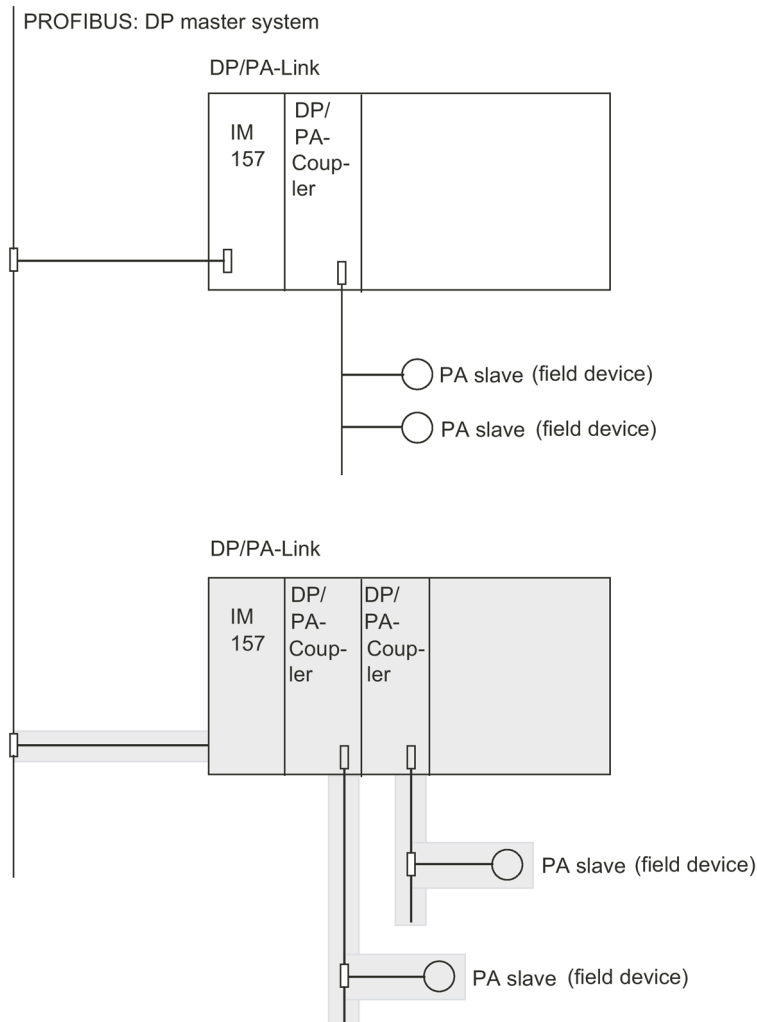 PROFIBUS: DP master system
DP/PA-Link
IM
157
DP/
PA-
Coup-
ler
PA slave (field device)
PA slave (field device)
DP/PA-Link
IM
157
DP/
PA-
Coup-
ler
DP/
PA-
Coup-
ler
PA slave (field device)
PA slave (field device)